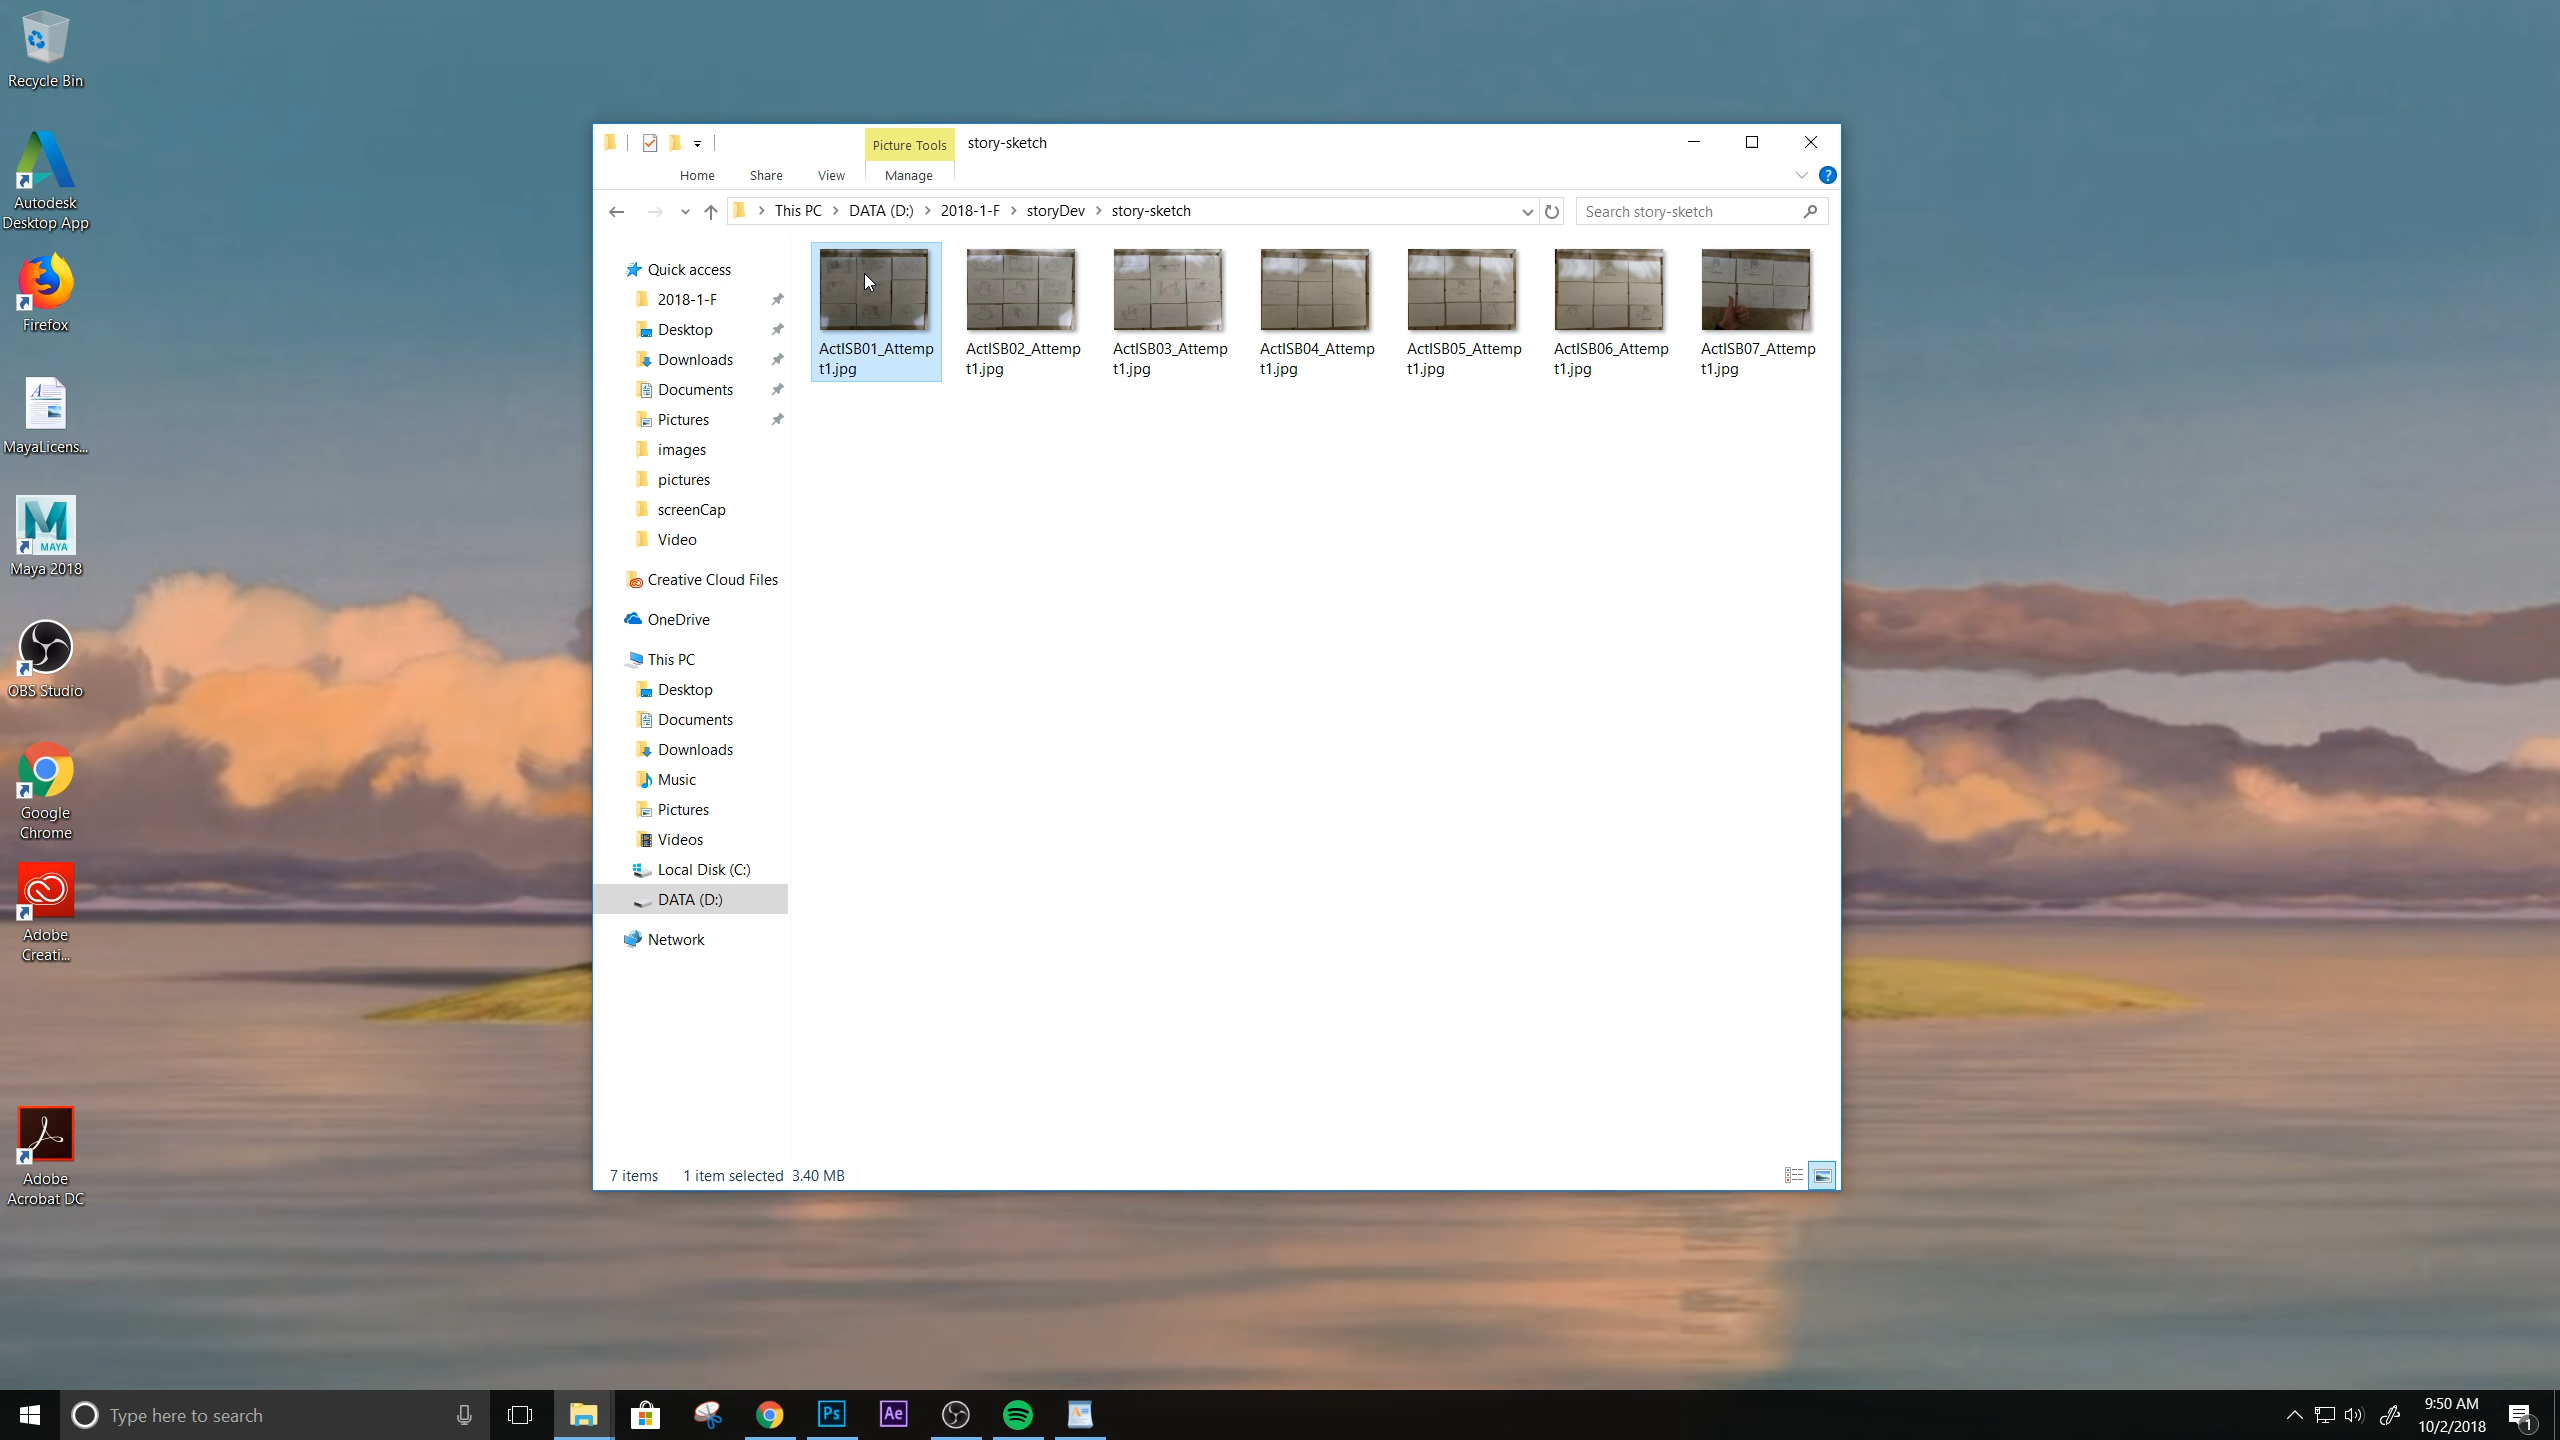 Recycle Bin
Autodesk
Desktop App
Firefox
MayaLicens...
MAYA
Maya 2018
OBS Studio
Google
Chrome
Adobe
Creati...
Adobe
Acrobat DC
Picture Tools
story-sketch
Home
Share
View
Manage
?
This PC
DATA (D:)
2018-1-F
storyDev
story-sketch
Search story-sketch
Quick access
2018-1-F
Desktop
Downloads
Documents
Pictures
images
pictures
screenCap
Video
Creative Cloud Files
OneDrive
This PC
Desktop
Documents
Downloads
Music
Pictures
Videos
Local Disk (C:)
DATA (D:)
Network
ActISB01_Attemp
t1.jpg
ActISB02_Attemp
t1.jpg
ActISB03_Attemp
t1.jpg
ActISB04_Attemp
t1.jpg
ActISB05_Attemp
t1.jpg
ActISB06_Attemp
t1.jpg
ActISB07_Attemp
t1.jpg
7 items
1 item selected 3.40 MB
Type here to search
Ps
Ae
9:50 AM
10/2/2018
1